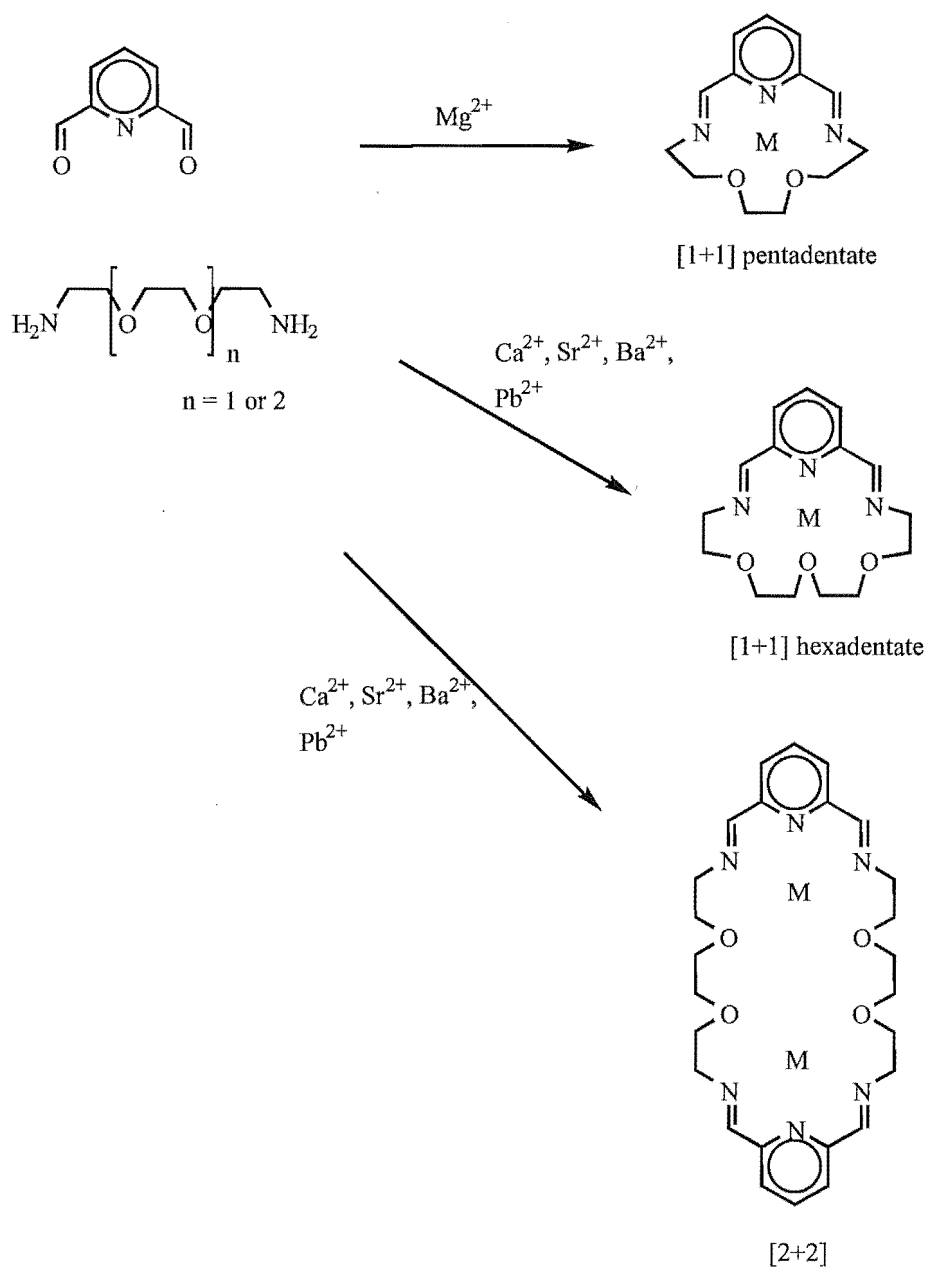 N
O
O
Mg2+
N
N
N
M
O
O
[1+1] pentadentate
H2N
O
O
n
NH2
n = 1 or 2
Ca2+, Sr2+, Ba2+,
Pb2+
N
N
N
M
O
O
O
[1+1] hexadentate
Ca2+, Sr2+, Ba2+,
Pb2+
N
N
N
M
O
O
O
O
M
N
N
N
[2+2]